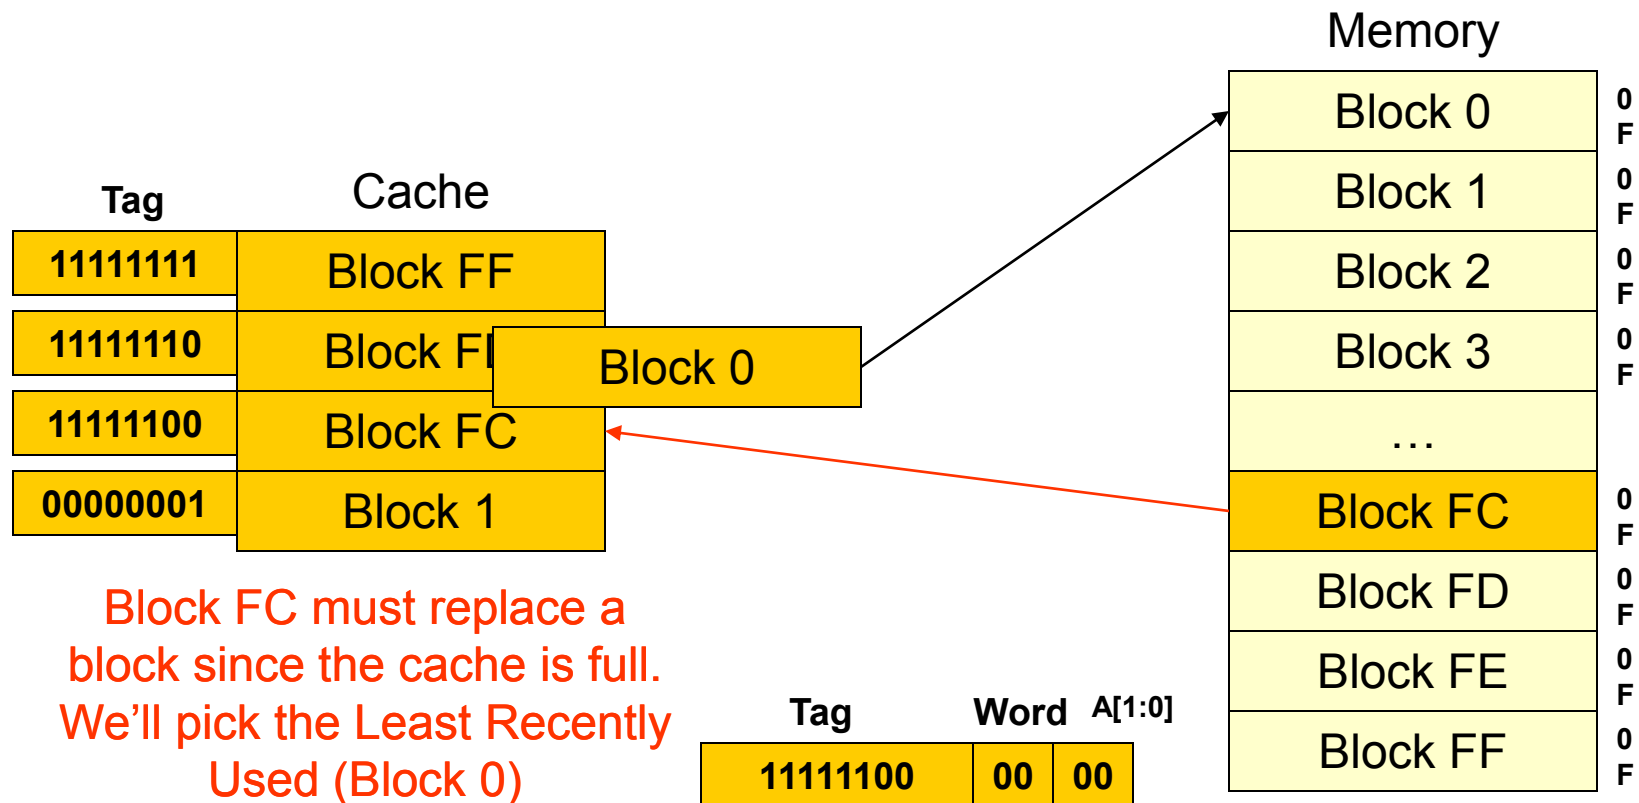 Memory
Block 0
0
F
Block 1
0
F
Block 2
0
F
Block 3
0
F
…
Block FC
0
F
Block FD
0
F
Block FE
0
F
Block FF
0
F
Tag
Cache
11111111
Block FF
11111110
Block
Block 0
11111100
Block FC
00000001
Block 1
Block FC must replace a
block since the cache is full.
We’ll pick the Least Recently
Used (Block 0)
Tag
Word
A[1:0]
11111100
00
00